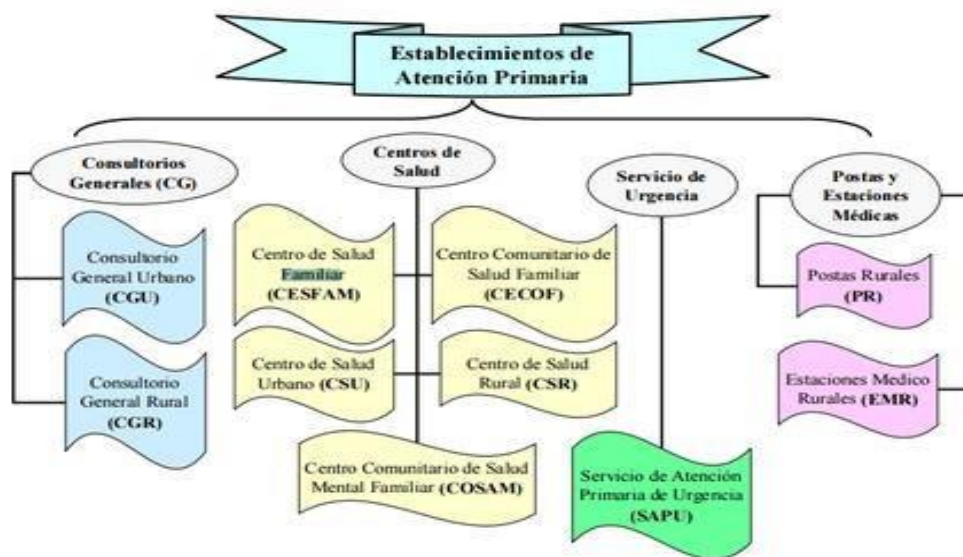 Establecimientos de
Atención Primaria
Consultorios
Generales (CG)
Centros de
Salud
Servicio de
Urgencia
Postas y
Estaciones
Médicas
Consultorio
General Urbano
(CGU)
Consultorio
General Rural
(CGR)
Centro de Salud
Familiar
(CESFAM)
Centro Comunitario de
Salud Familiar
(CECOF)
Centro de Salud
Urbano (CSU)
Centro de Salud
Rural (CSR)
Centro Comunitario de Salud
Mental Familiar (COSAM)
Servicio de Atención
Primaria de Urgencia
(SAPU)
Postas Rurales
(PR)
Estaciones Medico
Rurales (EMR)